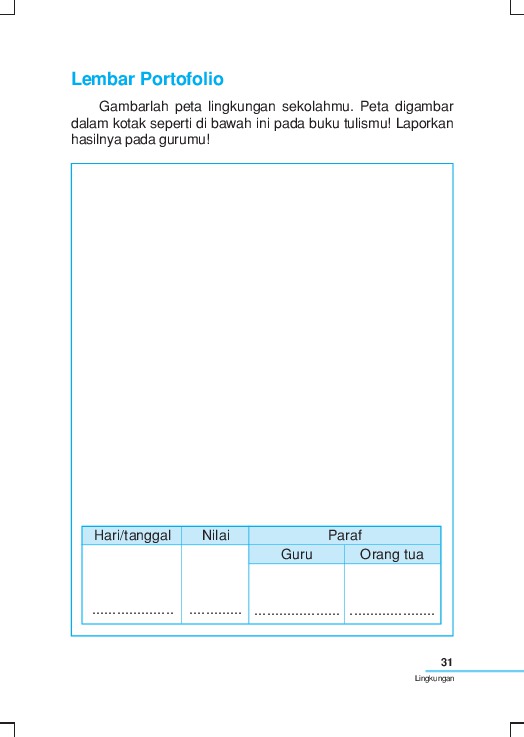 Lembar Portofolio
Gambarlah peta lingkungan sekolahmu. Peta digambar
dalam kotak seperti di bawah ini pada buku tulismu! Laporkan
hasilnya pada gurumu!
Hari/tanggal Nilai Paraf
Guru Orang tua
.................... ............. ..................... .....................
31
Lingkungan